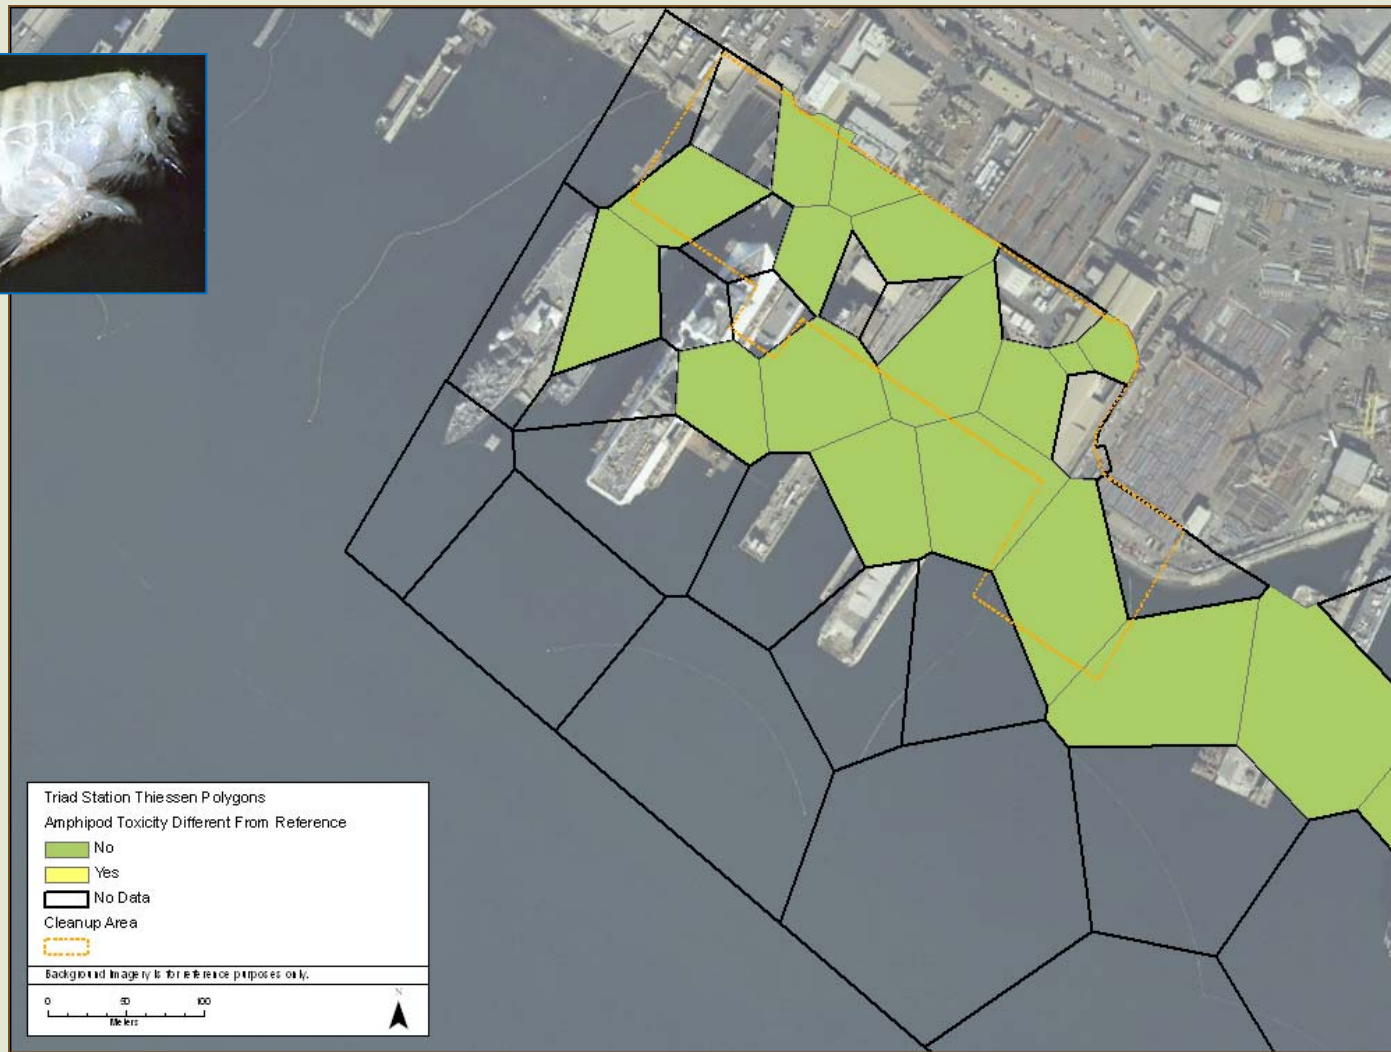 Triad Station Thiessen Polygons
Amphipod Toxicity Different From Reference
No
Yes
No Data
Cleanup Area
Background Imagery is for reference purposes only.
0 50 100
Meters
N